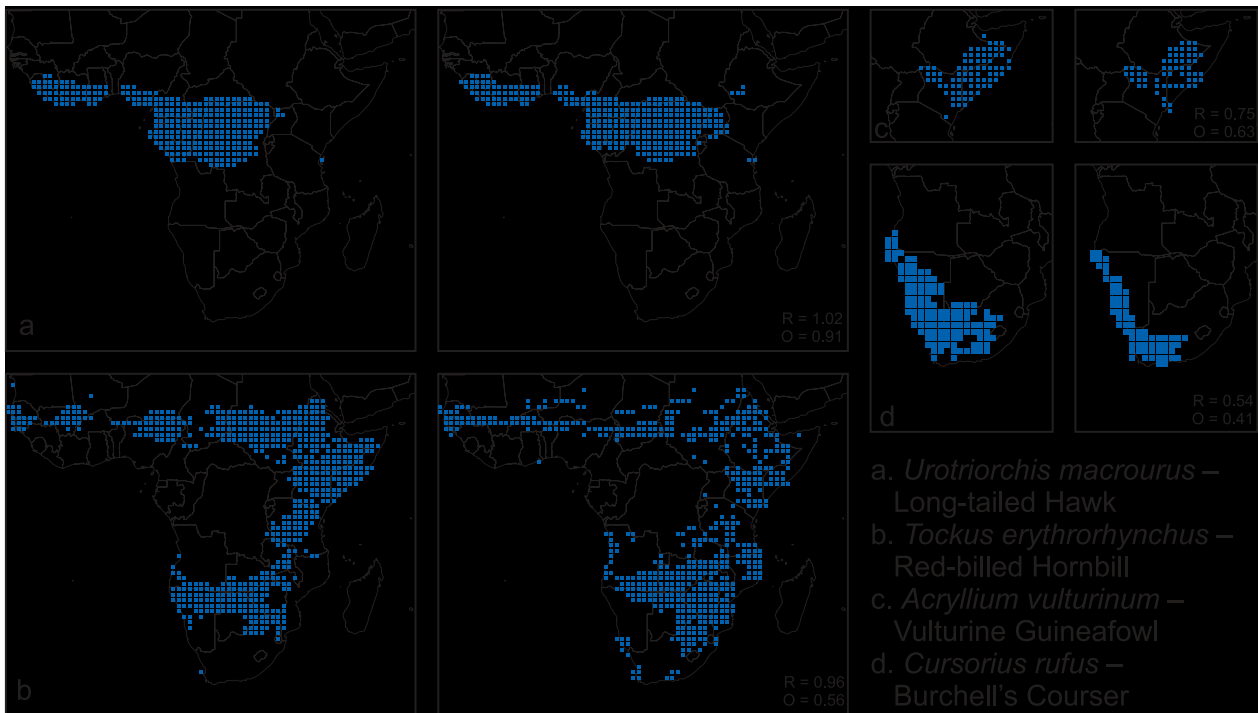 a
R = 1.02
O = 0.91
c
R = 0.75
O = 0.63
d
R = 0.54
O = 0.41
b
R = 0.96
O = 0.56
a. Urotriorchis macrourus –
Long-tailed Hawk
b. Tockus erythrorhynchus –
Red-billed Hornbill
c. Acryllium vulturinum –
Vulturine Guineafowl
d. Cursorius rufus –
Burchell's Courser